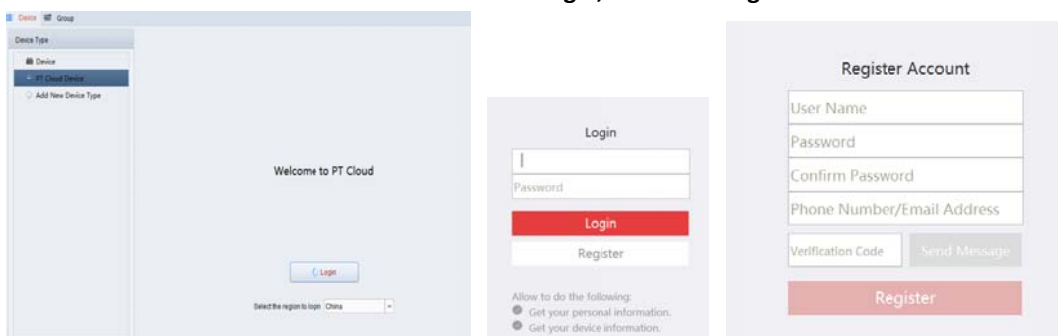 Device Group
Device Type
Device
PT Cloud Device
Add New Device Type
Welcome to PT Cloud
Login
Select the region to login China
Login
Password
Login
Register
Allow to do the following:
Get your personal information.
Get your device information.
Register Account
User Name
Password
Confirm Password
Phone Number/Email Address
Verification Code Send Message
Register